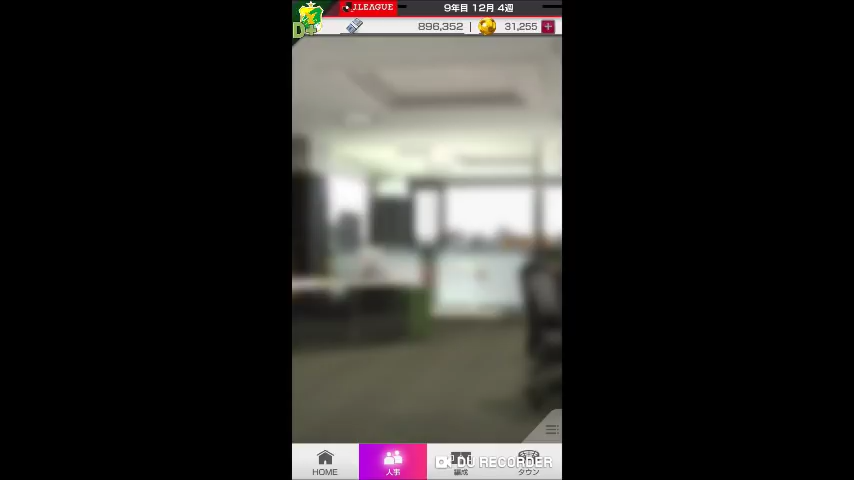 J.LEAGUE 9年目 12月 4週
D+ 896,352 31,255 +
HOME 人事 編成 タウン
DU RECORDER